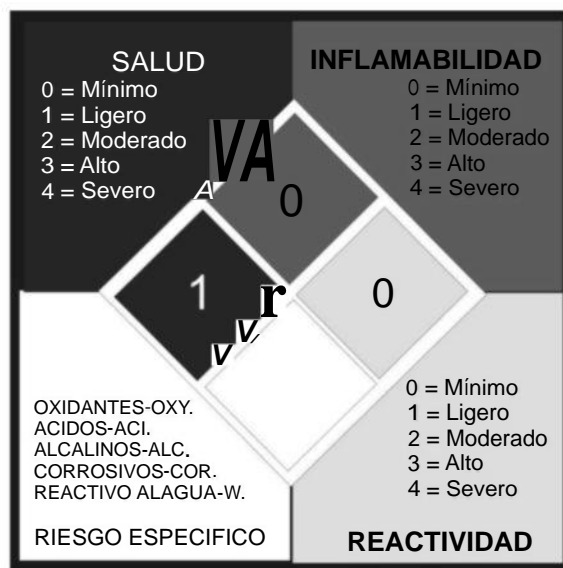 SALUD
0 = Mínimo
1 = Ligero
2 = Moderado
3 = Alto
4 = Severo
INFLAMABILIDAD
0 = Mínimo
1 = Ligero
2 = Moderado
3 = Alto
4 = Severo
VA
A
0
1
r
0
V
V
OXIDANTES-OXY.
ACIDOS-ACI.
ALCALINOS-ALC.
CORROSIVOS-COR.
REACTIVO ALAGUA-W.
RIESGO ESPECIFICO
0 = Mínimo
1 = Ligero
2 = Moderado
3 = Alto
4 = Severo
REACTIVIDAD